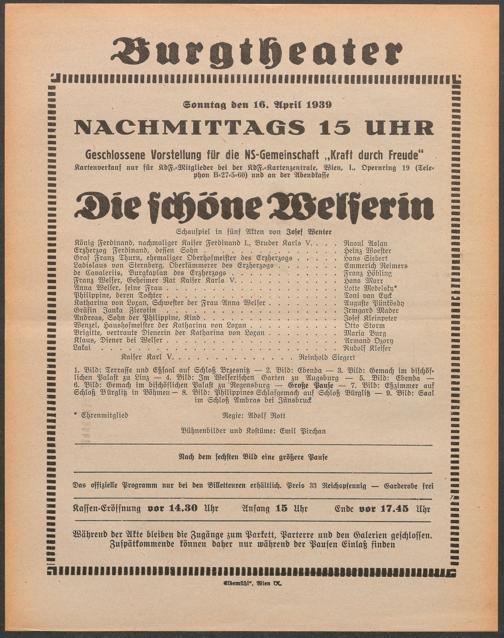 Burgtheater
Sonntag den 16. April 1939
NACHMITTAGS 15 UHR
Geschlossene Vorstellung für die NS-Gemeinschaft „Kraft durch Freude“
Kartenverkauf nur für KdF.-Mitglieder bei der KdF.-Kartenzentrale, Wien, I., Opernring 19 (Tele-
phon B-27-5-60) und an der Abendkasse
Die schöne Welserin
Schauspiel in fünf Akten von Josef Wenter
König Ferdinand, nachmaliger Kaiser Ferdinand I., Bruder Karls V. . . . Raoul Aslan
Erzherzog Ferdinand, dessen Sohn . . . Heinz Woester
Graf Franz Thurn, ehemaliger Obersthofmeister des Erzherzogs . . . Hans Siebert
Ladislaus von Sternberg, Oberkämmerer des Erzherzogs . . . Emmerich Reimers
de Cavaleriis, Burgkaplan des Erzherzogs . . . Franz Höbling
Franz Welser, Geheimer Rat Kaiser Karls V. . . . Hans Marr
Anna Welser, seine Frau . . . Lotte Medelsky*
Philippine, deren Tochter . . . Toni van Eyck
Katharina von Loxan, Schwester der Frau Anna Welser . . . Auguste Pünkösdy
Gräfin Janka Zierotin . . . Irmgard Mader
Andreas, Sohn der Philippine, Kind . . . Josef Kleinpeter
Wenzel, Haushofmeister der Katharina von Loxan . . . Otto Storm
Brigitte, vertraute Dienerin der Katharina von Loxan . . . Maria Burg
Klaus, Diener bei Welser . . . Armand Ozory
Lakai . . . Rudolf Kleiser
Kaiser Karl V. . . . Reinhold Siegert
1. Bild: Terrasse und Eßsaal auf Schloß Bresnitz — 2. Bild: Ebenda — 3. Bild: Gemach im bischöf-
lichen Palast zu Linz — 4. Bild: Im Welserischen Garten zu Augsburg — 5. Bild: Ebenda —
6. Bild: Gemach im bischöflichen Palast zu Regensburg — Große Pause — 7. Bild: Eßzimmer auf
Schloß Bürglitz in Böhmen — 8. Bild: Philippinens Schlafgemach auf Schloß Bürglitz — 9. Bild: Saal
im Schloß Ambras bei Innsbruck
* Ehrenmitglied Regie: Adolf Rott
Bühnenbilder und Kostüme: Emil Pirchan
Nach dem sechsten Bild eine größere Pause
Das offizielle Programm nur bei den Billetteuren erhältlich. Preis 33 Reichspfennig — Garderobe frei
Kassen-Eröffnung vor 14.30 Uhr Anfang 15 Uhr Ende vor 17.45 Uhr
Während der Akte bleiben die Zugänge zum Parkett, Parterre und den Galerien geschlossen.
Zuspätkommende können daher nur während der Pausen Einlaß finden
„Elbemühl“, Wien IX.